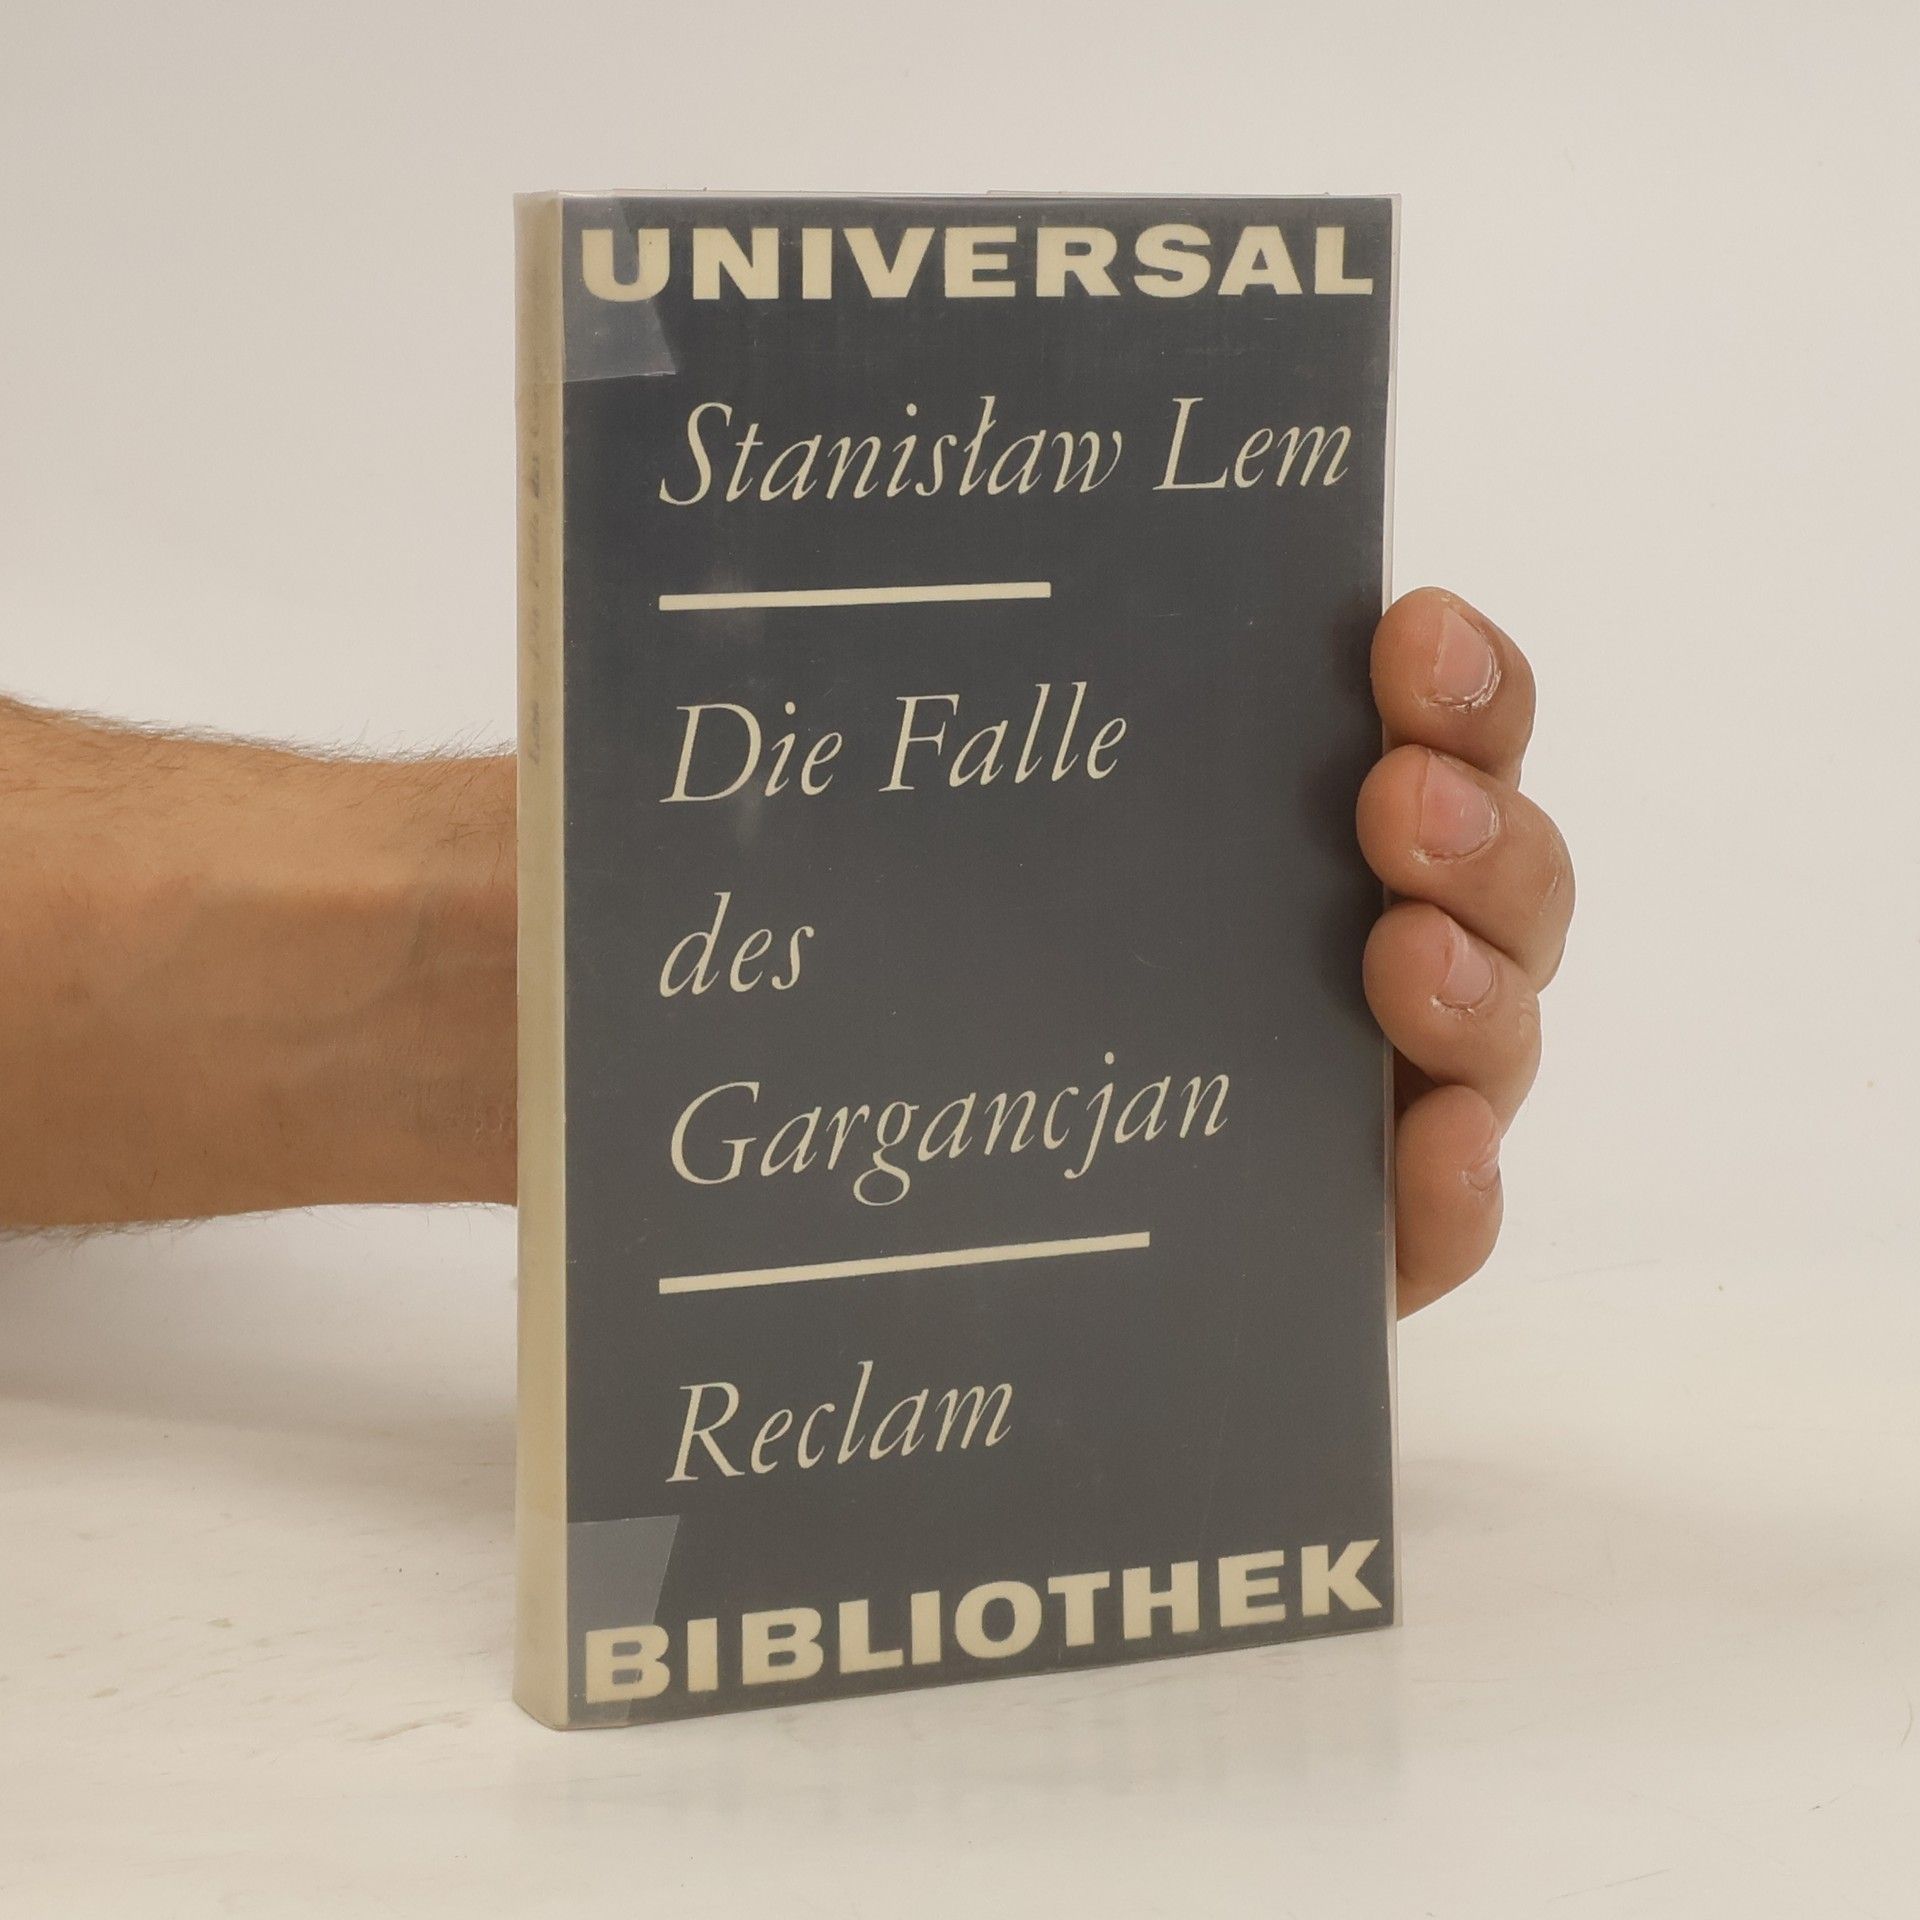 UNIVERSAL
Stanisław Lem
Die Falle
des
Gargancjan
Reclam
BIBLIOTHEK